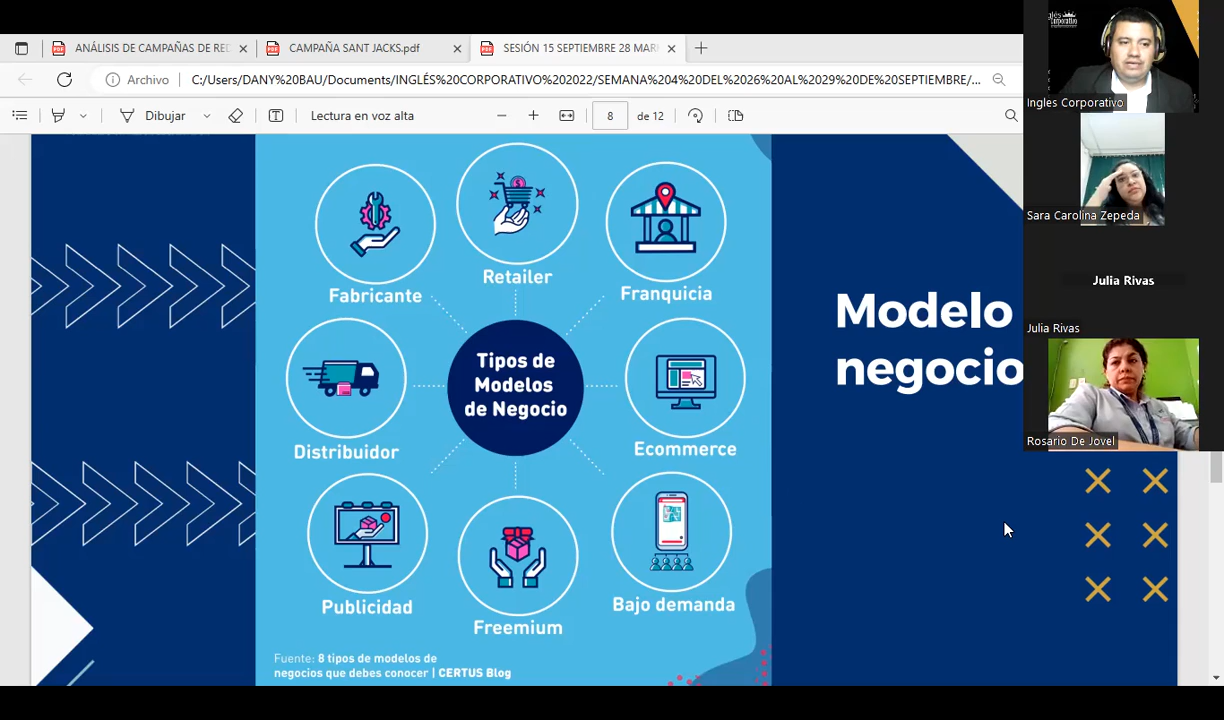 ANÁLISIS DE CAMPAÑAS DE RED
CAMPAÑA SANT JACKS.pdf
SESIÓN 15 SEPTIEMBRE 28 MAR
Archivo
C:/Users/DANY%20BAU/Documents/INGLÉS%20CORPORATIVO%202022/SEMANA%204%20DEL%2026%20AL%2029%20DE%20SEPTIEMBRE/...
Dibujar
Lectura en voz alta
8
de 12
Retailer
Fabricante
Franquicia
Tipos de
Modelos
de Negocio
Distribuidor
Ecommerce
Publicidad
Freemium
Bajo demanda
Fuente: 8 tipos de modelos de
negocios que debes conocer | CERTUS Blog
Modelo
negocio
Ingles Corporativo
Sara Carolina Zepeda
Julia Rivas
Julia Rivas
Rosario De Jovel